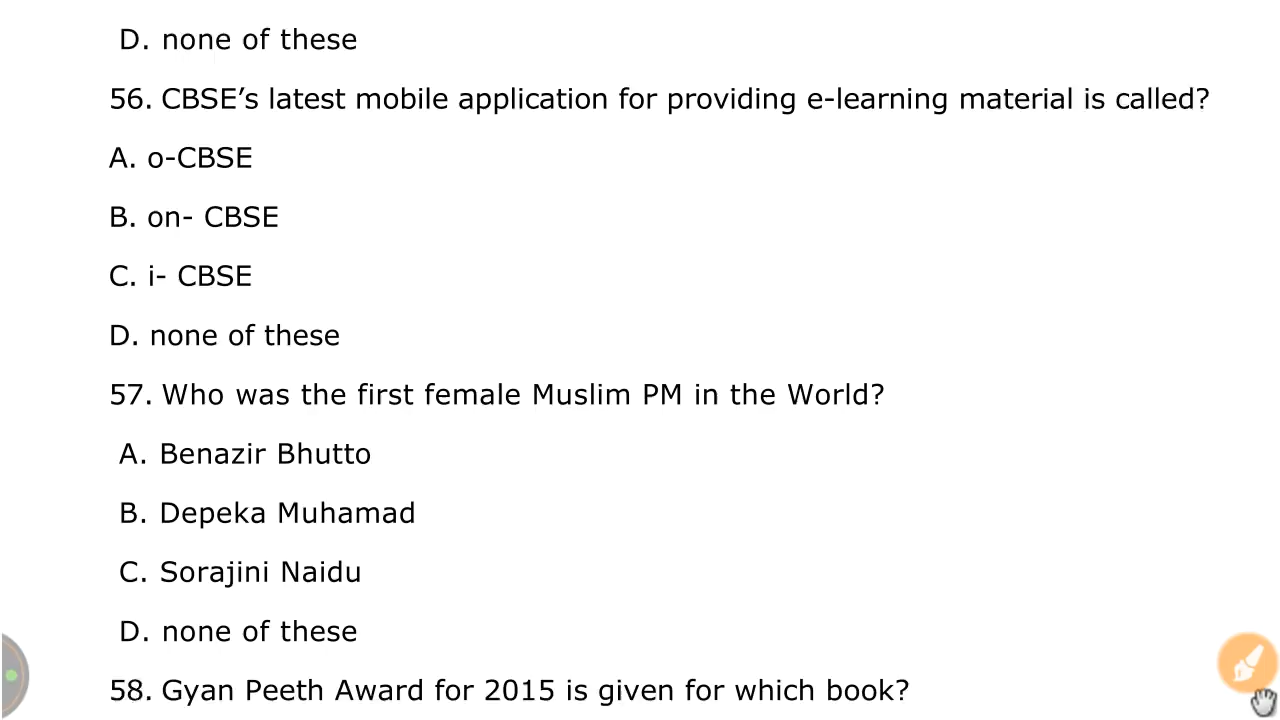 D. none of these
56. CBSE’s latest mobile application for providing e-learning material is called?
A. o-CBSE
B. on- CBSE
C. i- CBSE
D. none of these
57. Who was the first female Muslim PM in the World?
A. Benazir Bhutto
B. Depeka Muhamad
C. Sorajini Naidu
D. none of these
58. Gyan Peeth Award for 2015 is given for which book?